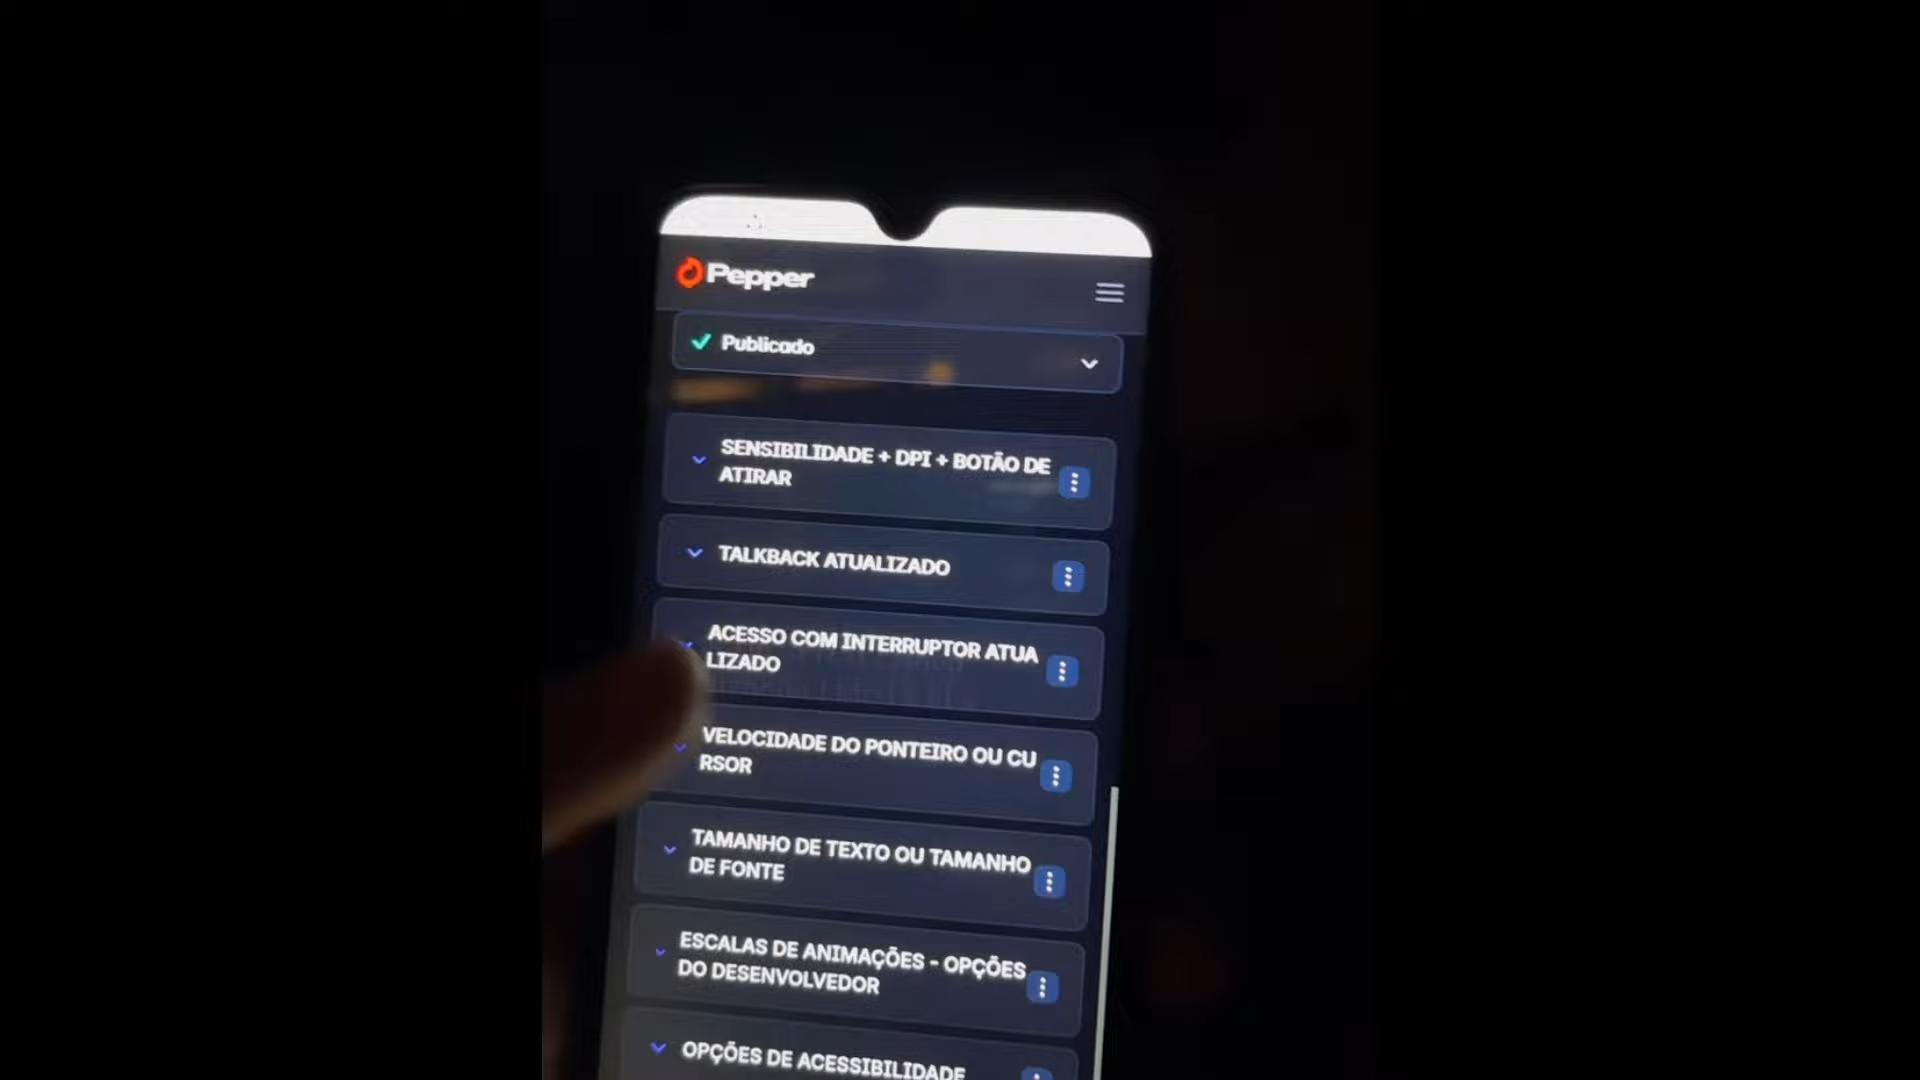 Pepper
Publicado
SENSIBILIDADE + DPI + BOTÃO DE
ATIRAR
TALKBACK ATUALIZADO
ACESSO COM INTERRUPTOR ATUA
LIZADO
VELOCIDADE DO PONTEIRO OU CU
RSOR
TAMANHO DE TEXTO OU TAMANHO
DE FONTE
ESCALAS DE ANIMAÇÕES - OPÇÕES
DO DESENVOLVEDOR
OPÇÕES DE ACESSIBILIDADE